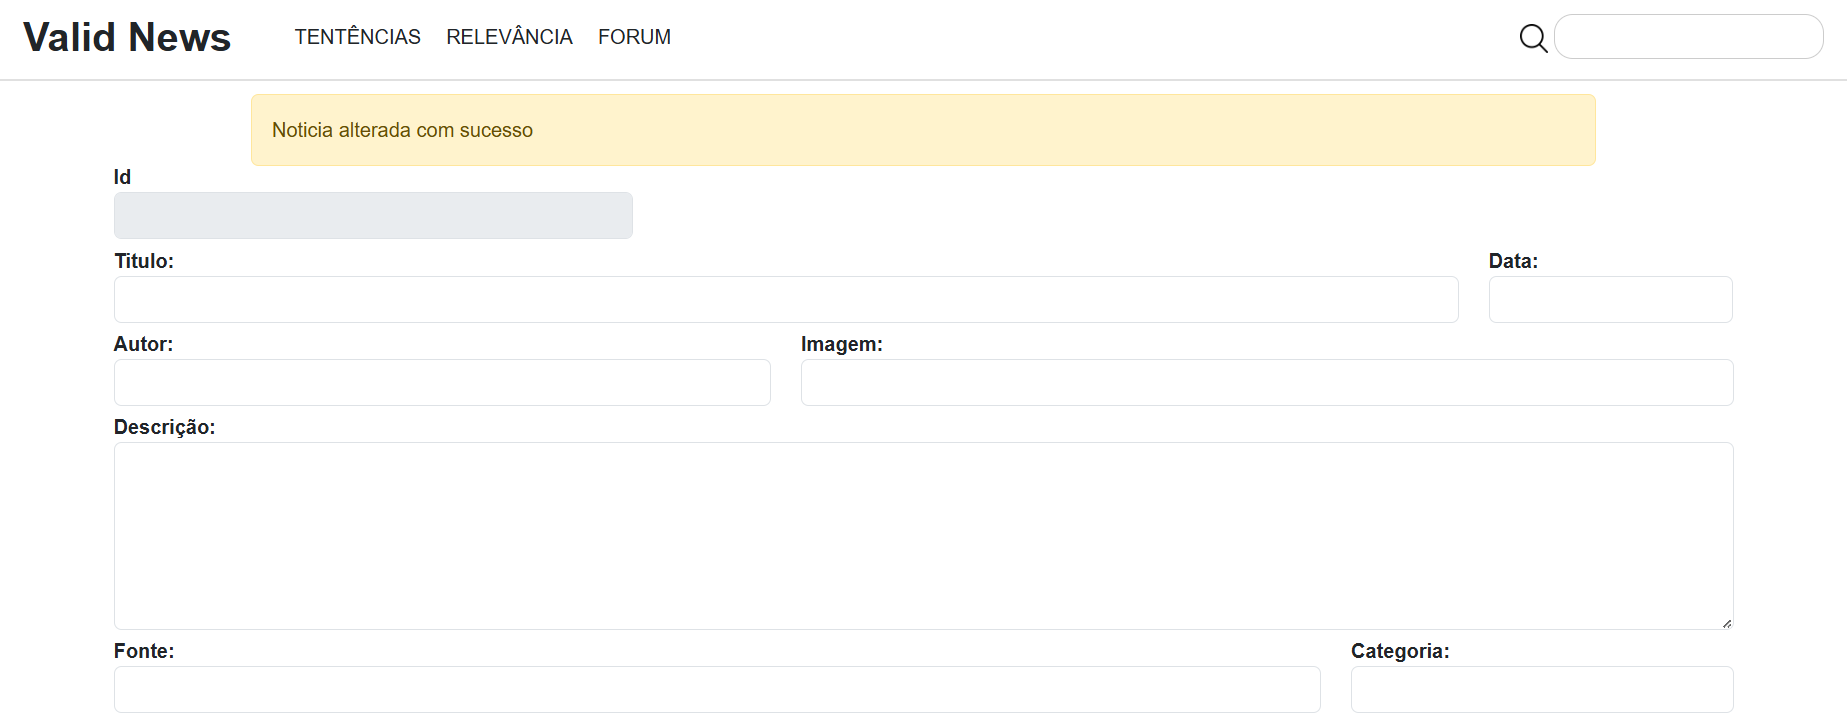 Valid News TENTÊNCIAS RELEVÂNCIA FORUM
Noticia alterada com sucesso
Id
Titulo: Data:
Autor: Imagem:
Descrição:
Fonte: Categoria: